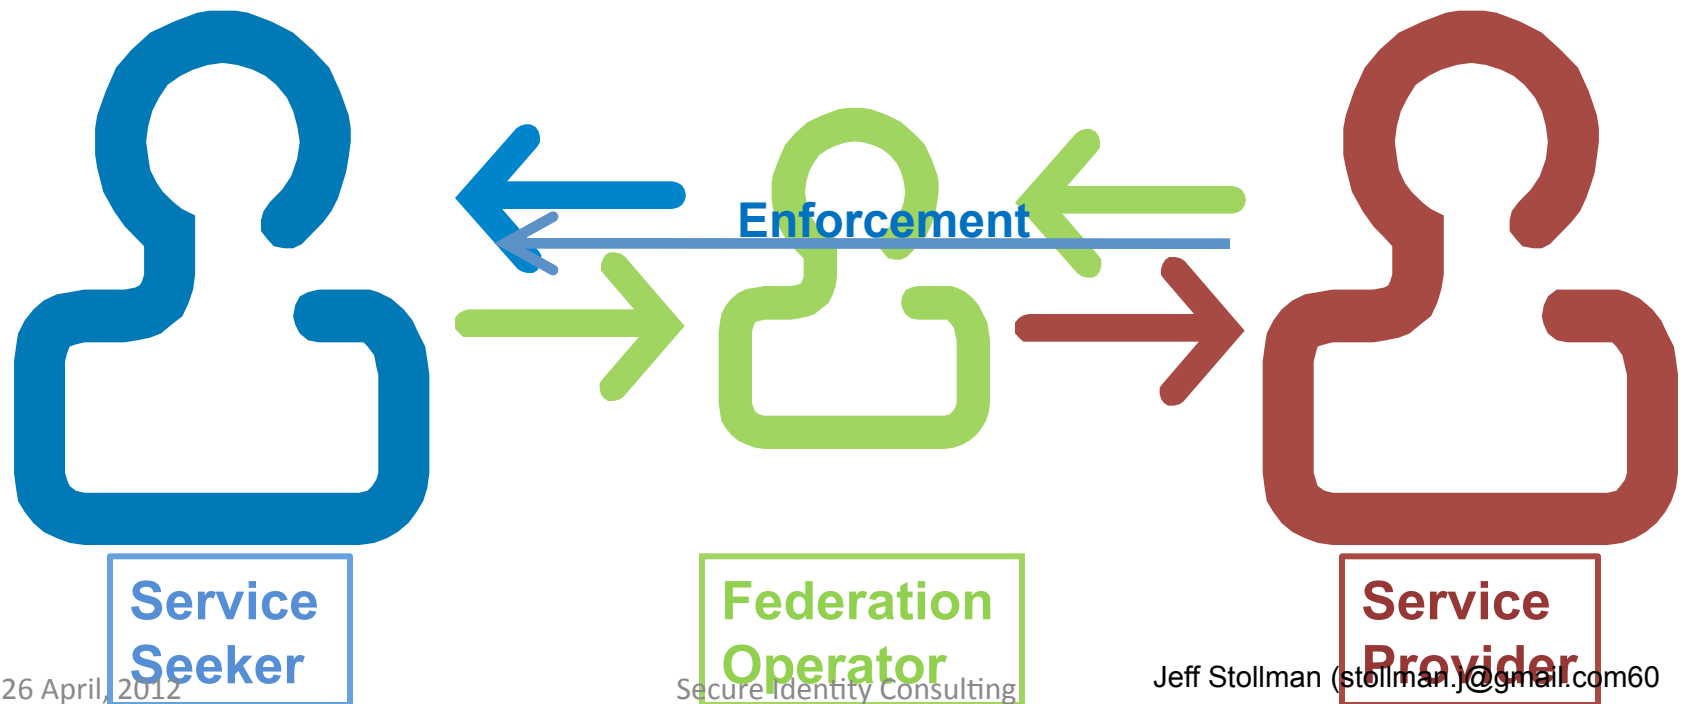 Enforcement
Service
Seeker
Federation
Operator
Service
Provider
26 April, 2012
Secure Identity Consulting
Jeff Stollman (stollman.j@gmail.com60